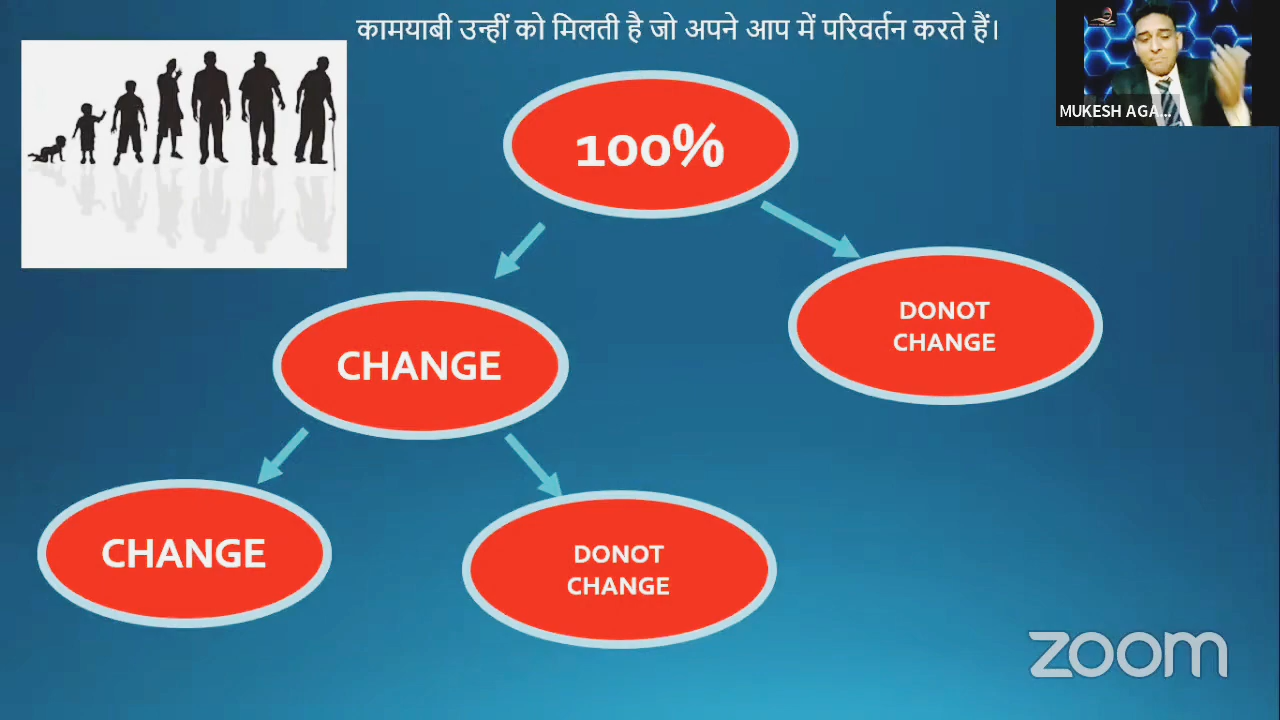 कामयाबी उन्हीं को मिलती है जो अपने आप में परिवर्तन करते हैं।
MUKESH AGA...
100%
DONOT
CHANGE
CHANGE
CHANGE
DONOT
CHANGE
zoom